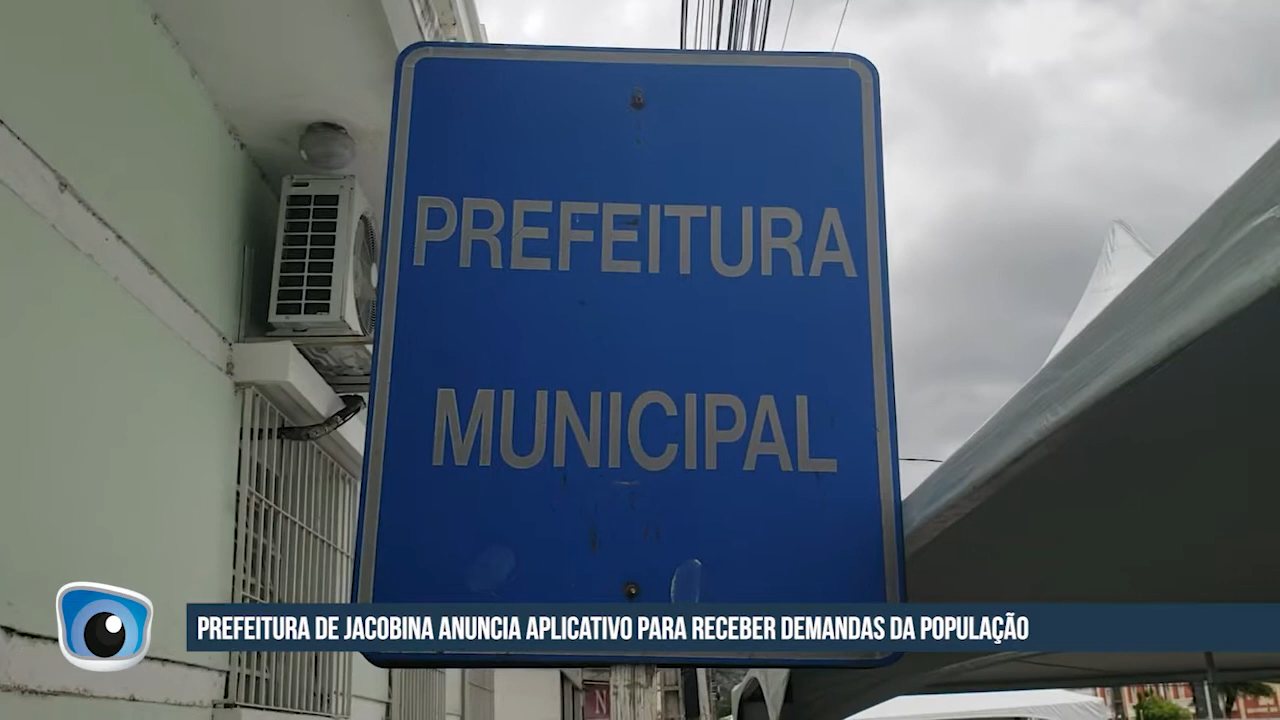 PREFEITURA
MUNICIPAL
PREFEITURA DE JACOBINA ANUNCIA APLICATIVO PARA RECEBER DEMANDAS DA POPULAÇÃO
N